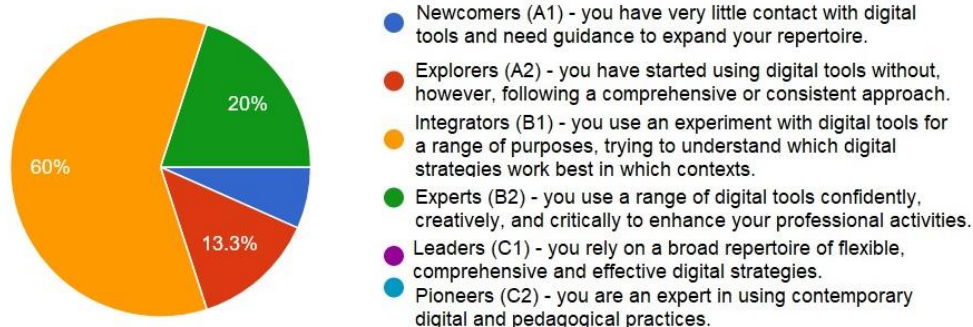 20%
60%
13.3%
Newcomers (A1) - you have very little contact with digital
tools and need guidance to expand your repertoire.
Explorers (A2) - you have started using digital tools without,
however, following a comprehensive or consistent approach.
Integrators (B1) - you use an experiment with digital tools for
a range of purposes, trying to understand which digital
strategies work best in which contexts.
Experts (B2) - you use a range of digital tools confidently,
creatively, and critically to enhance your professional activities.
Leaders (C1) - you rely on a broad repertoire of flexible,
comprehensive and effective digital strategies.
Pioneers (C2) - you are an expert in using contemporary
digital and pedagogical practices.